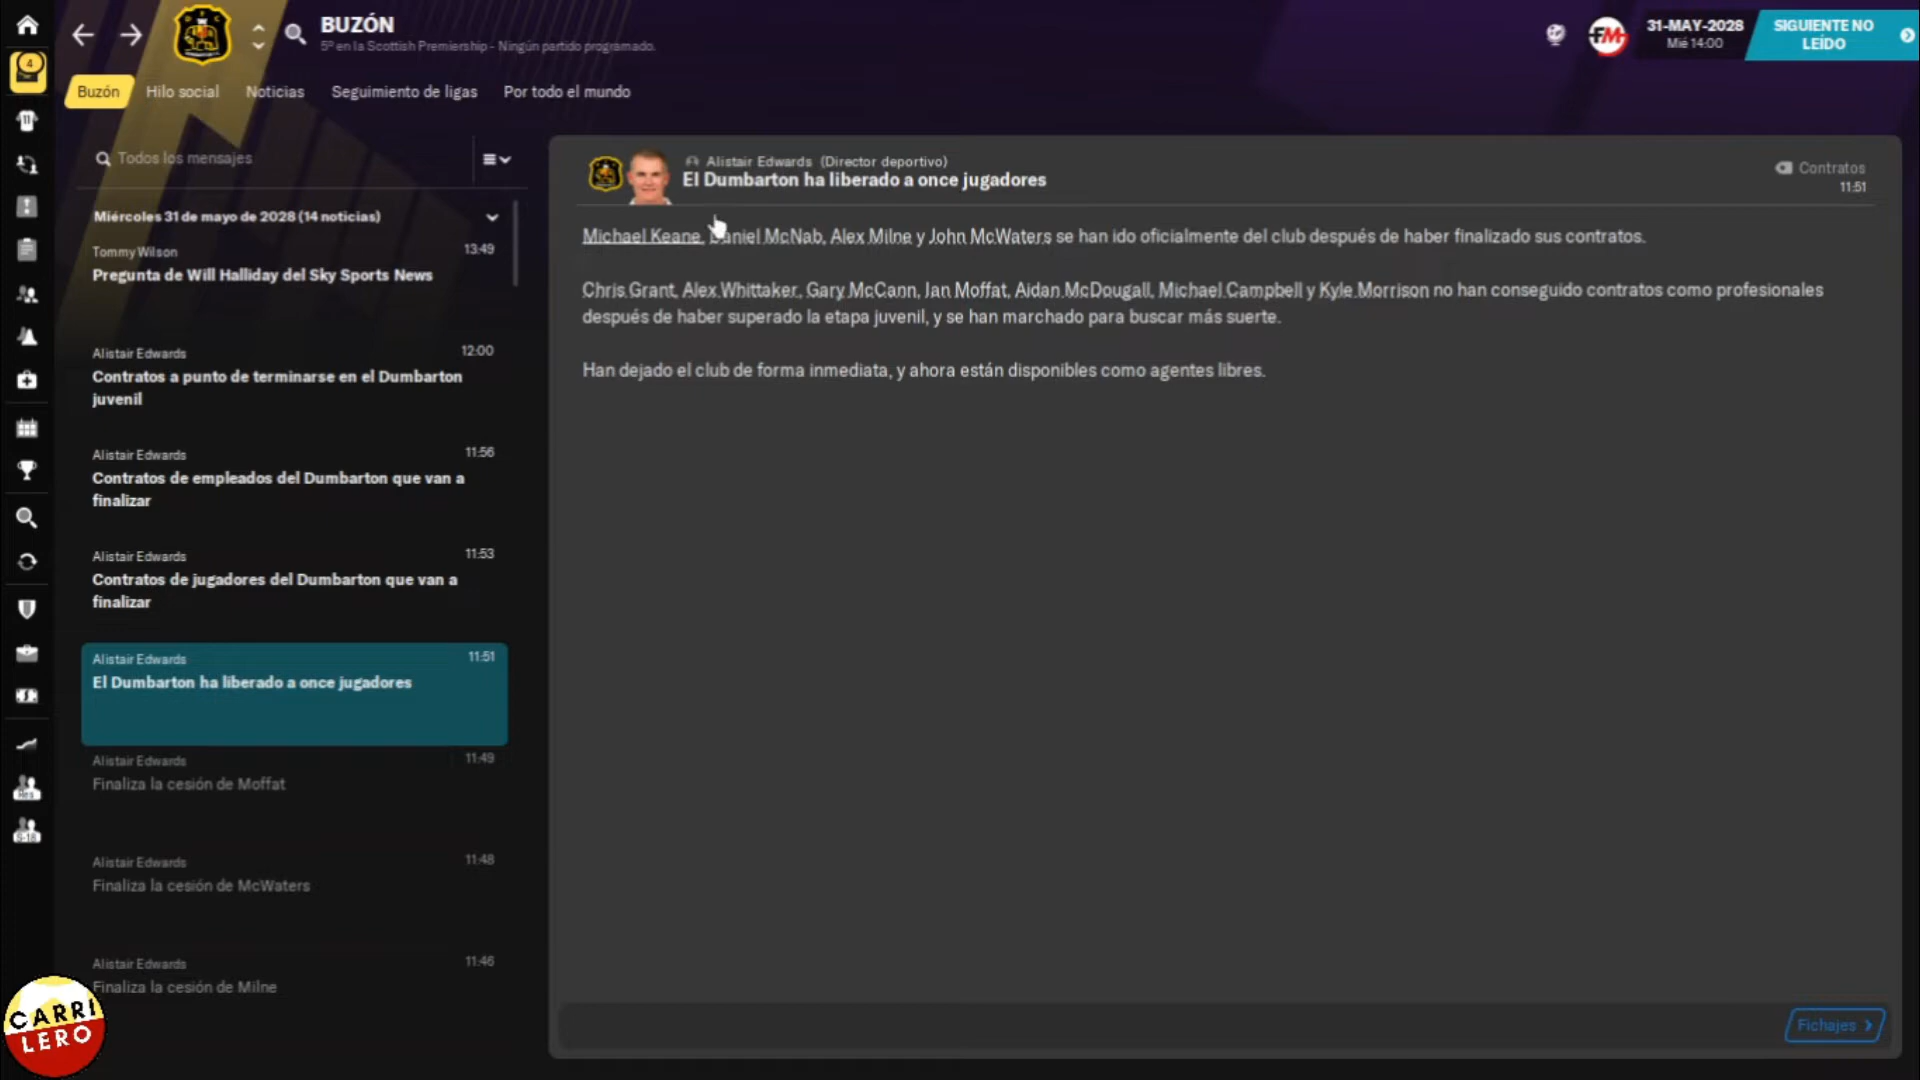 BUZÓN
5º en la Scottish Premiership - Ningún partido programado.
31-MAY-2028
Mié 14:00
SIGUIENTE NO
LEÍDO
4
Buzón
Hilo social
Noticias
Seguimiento de ligas
Por todo el mundo
Todos los mensajes
Miércoles 31 de mayo de 2028 (14 noticias)
Tommy Wilson
13:49
Pregunta de Will Halliday del Sky Sports News
Alistair Edwards
12:00
Contratos a punto de terminarse en el Dumbarton
juvenil
Alistair Edwards
11:56
Contratos de empleados del Dumbarton que van a
finalizar
Alistair Edwards
11:53
Contratos de jugadores del Dumbarton que van a
finalizar
Alistair Edwards
11:51
El Dumbarton ha liberado a once jugadores
Alistair Edwards
11:49
Finaliza la cesión de Moffat
Alistair Edwards
11:48
Finaliza la cesión de McWaters
Alistair Edwards
11:46
Finaliza la cesión de Milne
Alistair Edwards (Director deportivo)
El Dumbarton ha liberado a once jugadores
Contratos
11:51
Michael Keane, Daniel McNab, Alex Milne y John McWaters se han ido oficialmente del club después de haber finalizado sus contratos.
Chris Grant, Alex Whittaker, Gary McCann, Ian Moffat, Aidan McDougall, Michael Campbell y Kyle Morrison no han conseguido contratos como profesionales
después de haber superado la etapa juvenil, y se han marchado para buscar más suerte.
Han dejado el club de forma inmediata, y ahora están disponibles como agentes libres.
Fichajes
CARRI
LERO